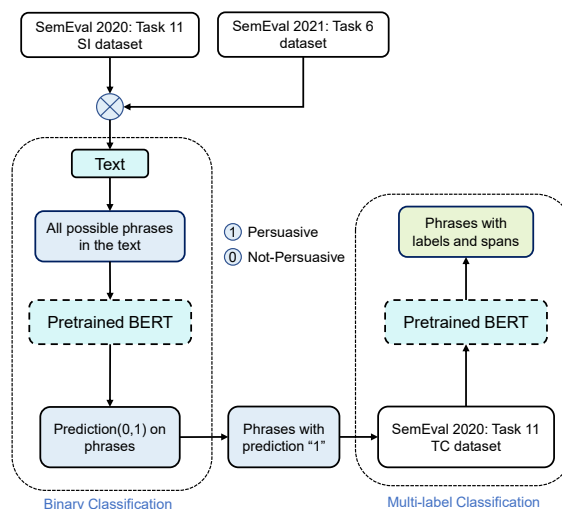 SemEval 2020: Task 11
SI dataset
SemEval 2021: Task 6
dataset
Text
All possible phrases
in the text
1 Persuasive
0 Not-Persuasive
Phrases with
labels and spans
Pretrained BERT
Pretrained BERT
Prediction(0,1) on
phrases
Phrases with
prediction “1”
SemEval 2020: Task 11
TC dataset
Binary Classification
Multi-label Classification